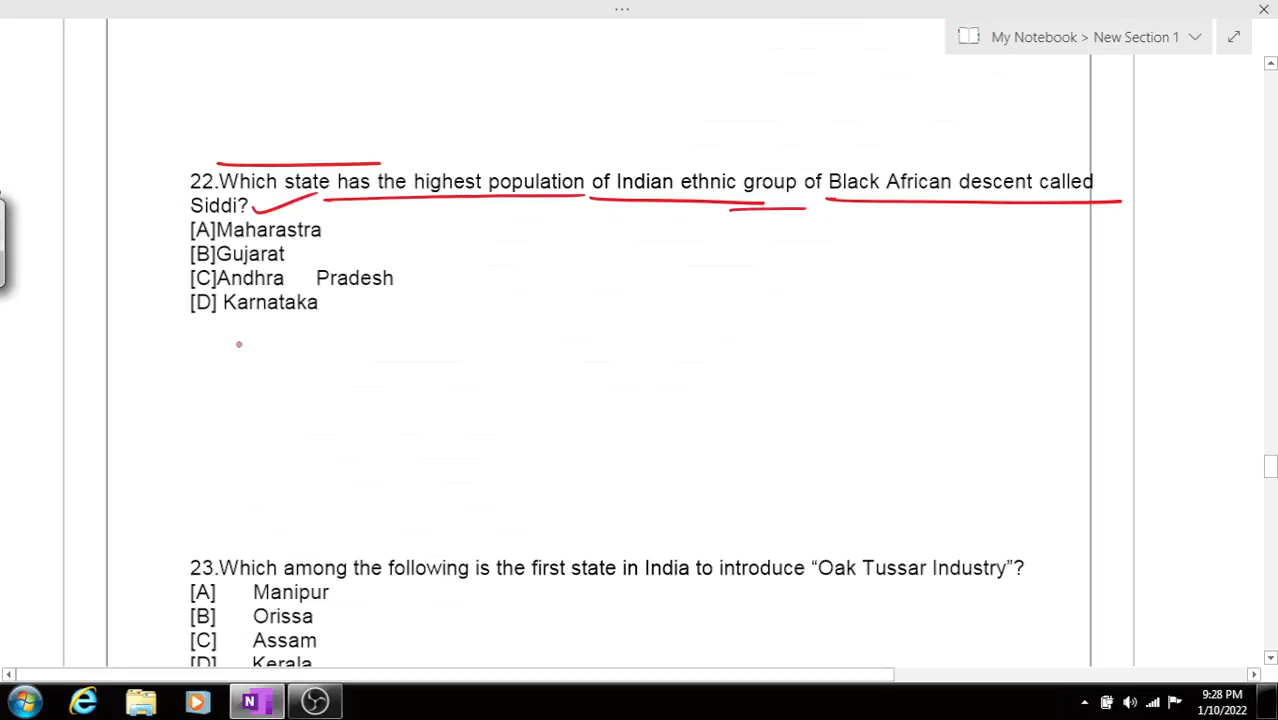 ...
My Notebook > New Section 1
22.Which state has the highest population of Indian ethnic group of Black African descent called
Siddi?
[A]Maharastra
[B]Gujarat
[C]Andhra Pradesh
[D] Karnataka
23.Which among the following is the first state in India to introduce “Oak Tussar Industry”?
[A] Manipur
[B] Orissa
[C] Assam
[D] Kerala
N
9:28 PM
1/10/2022